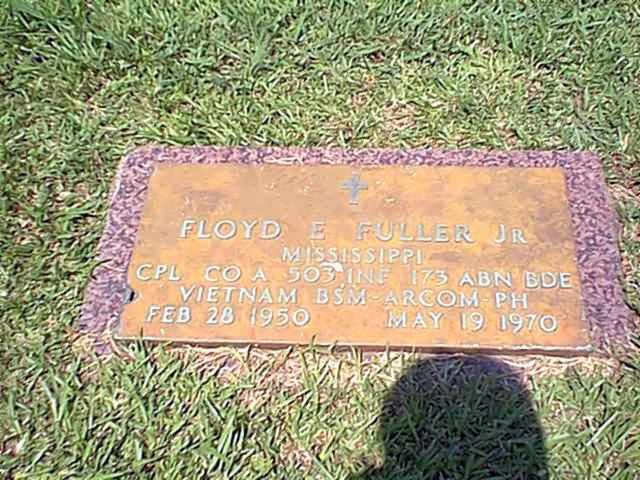 FLOYD E FULLER JR
MISSISSIPPI
CPL CO A 503 INF 173 ABN BDE
VIETNAM BSM-ARCOM-PH
FEB 28 1950 MAY 19 1970